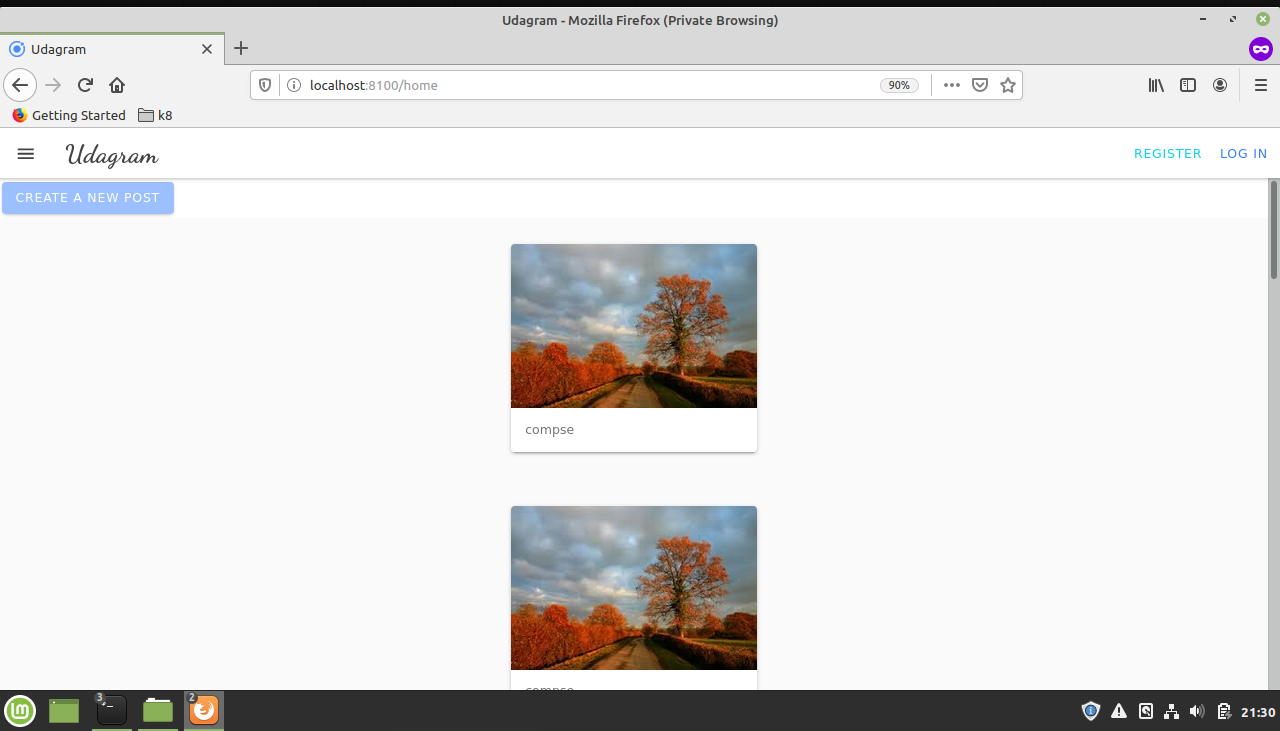 Udagram - Mozilla Firefox (Private Browsing)
Udagram
localhost:8100/home
90%
Getting Started
k8
Udagram
REGISTER
LOG IN
CREATE A NEW POST
compse
compse
3
2
21:30